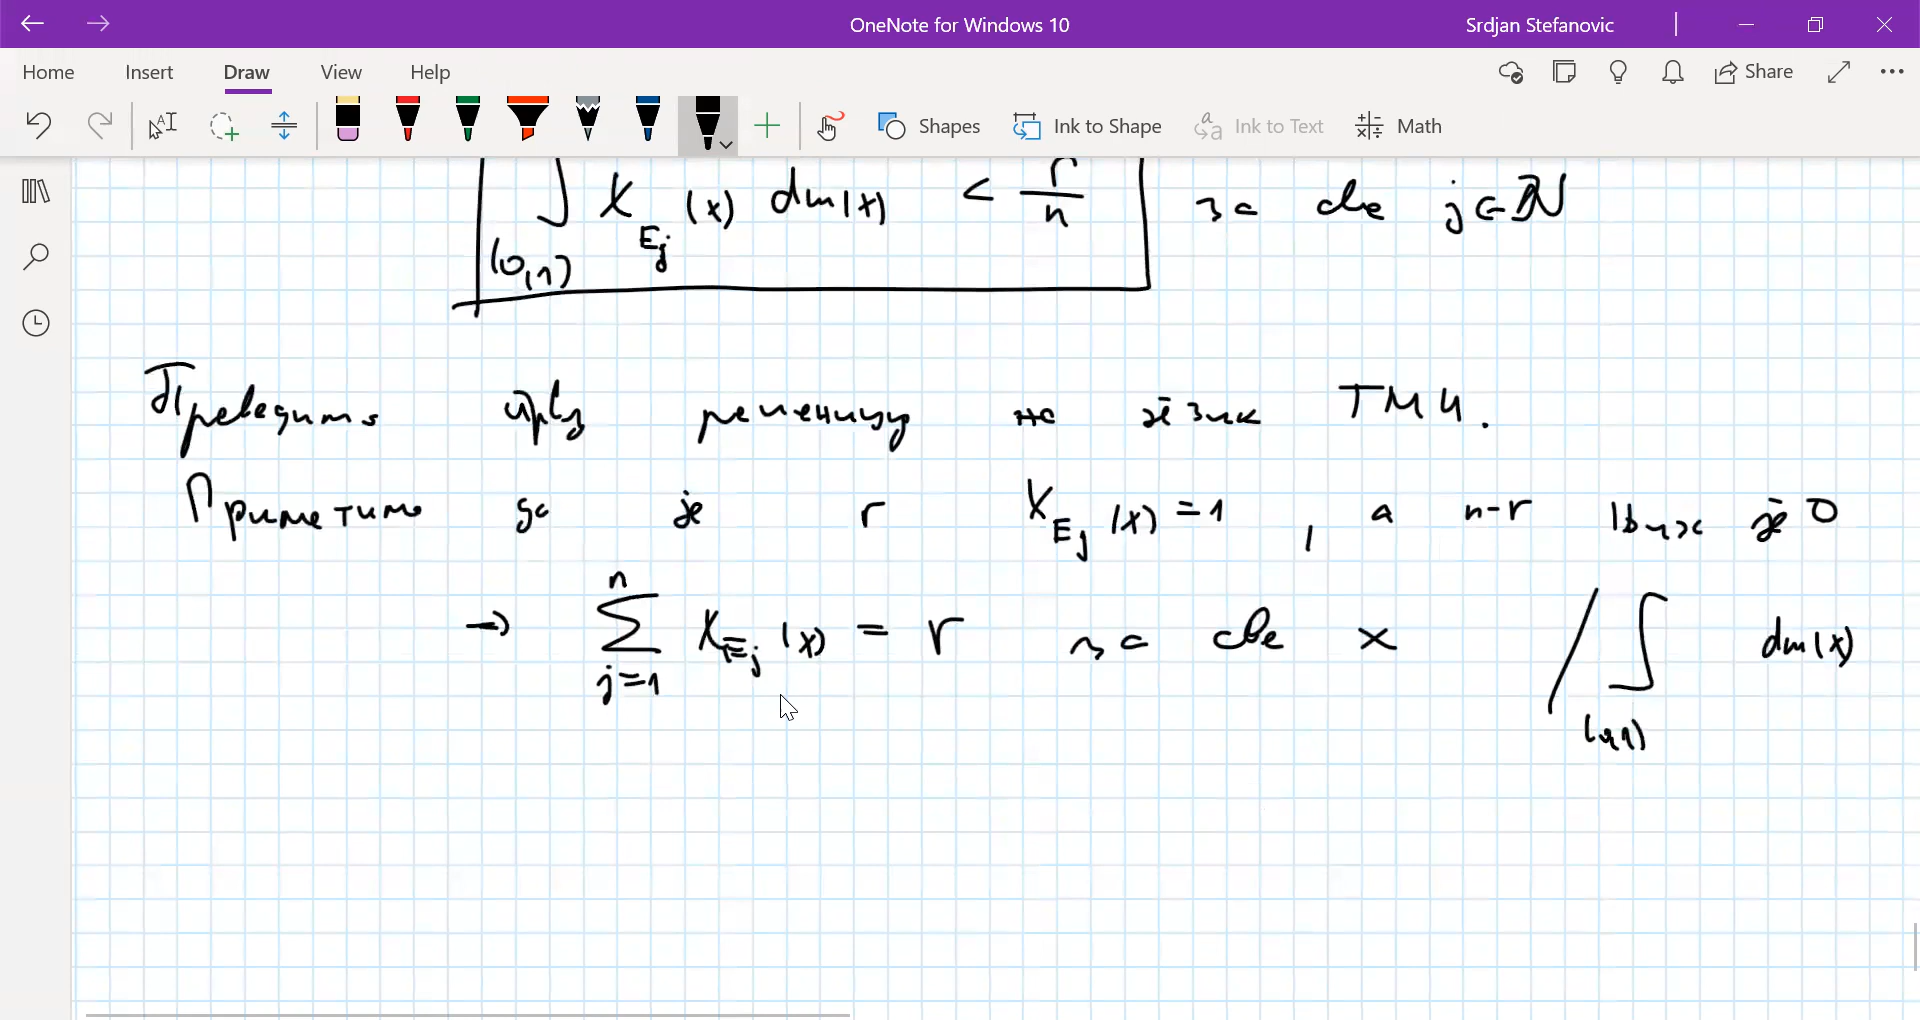 OneNote for Windows 10
Srdjan Stefanovic
Home Insert Draw View Help
Share
Shapes Ink to Shape Ink to Text Math
∫ χ_{E_j}(x) dm(x) < r/n за све j∈ℕ
(0,1)
Преведимо прву реченицу на језик ТМИ.
Приметимо да је r χ_{E_j}(x) = 1, а n-r њих је 0
→ ∑_{j=1}^{n} χ_{E_j}(x) = r за све x / ∫_{(0,1)} dm(x)